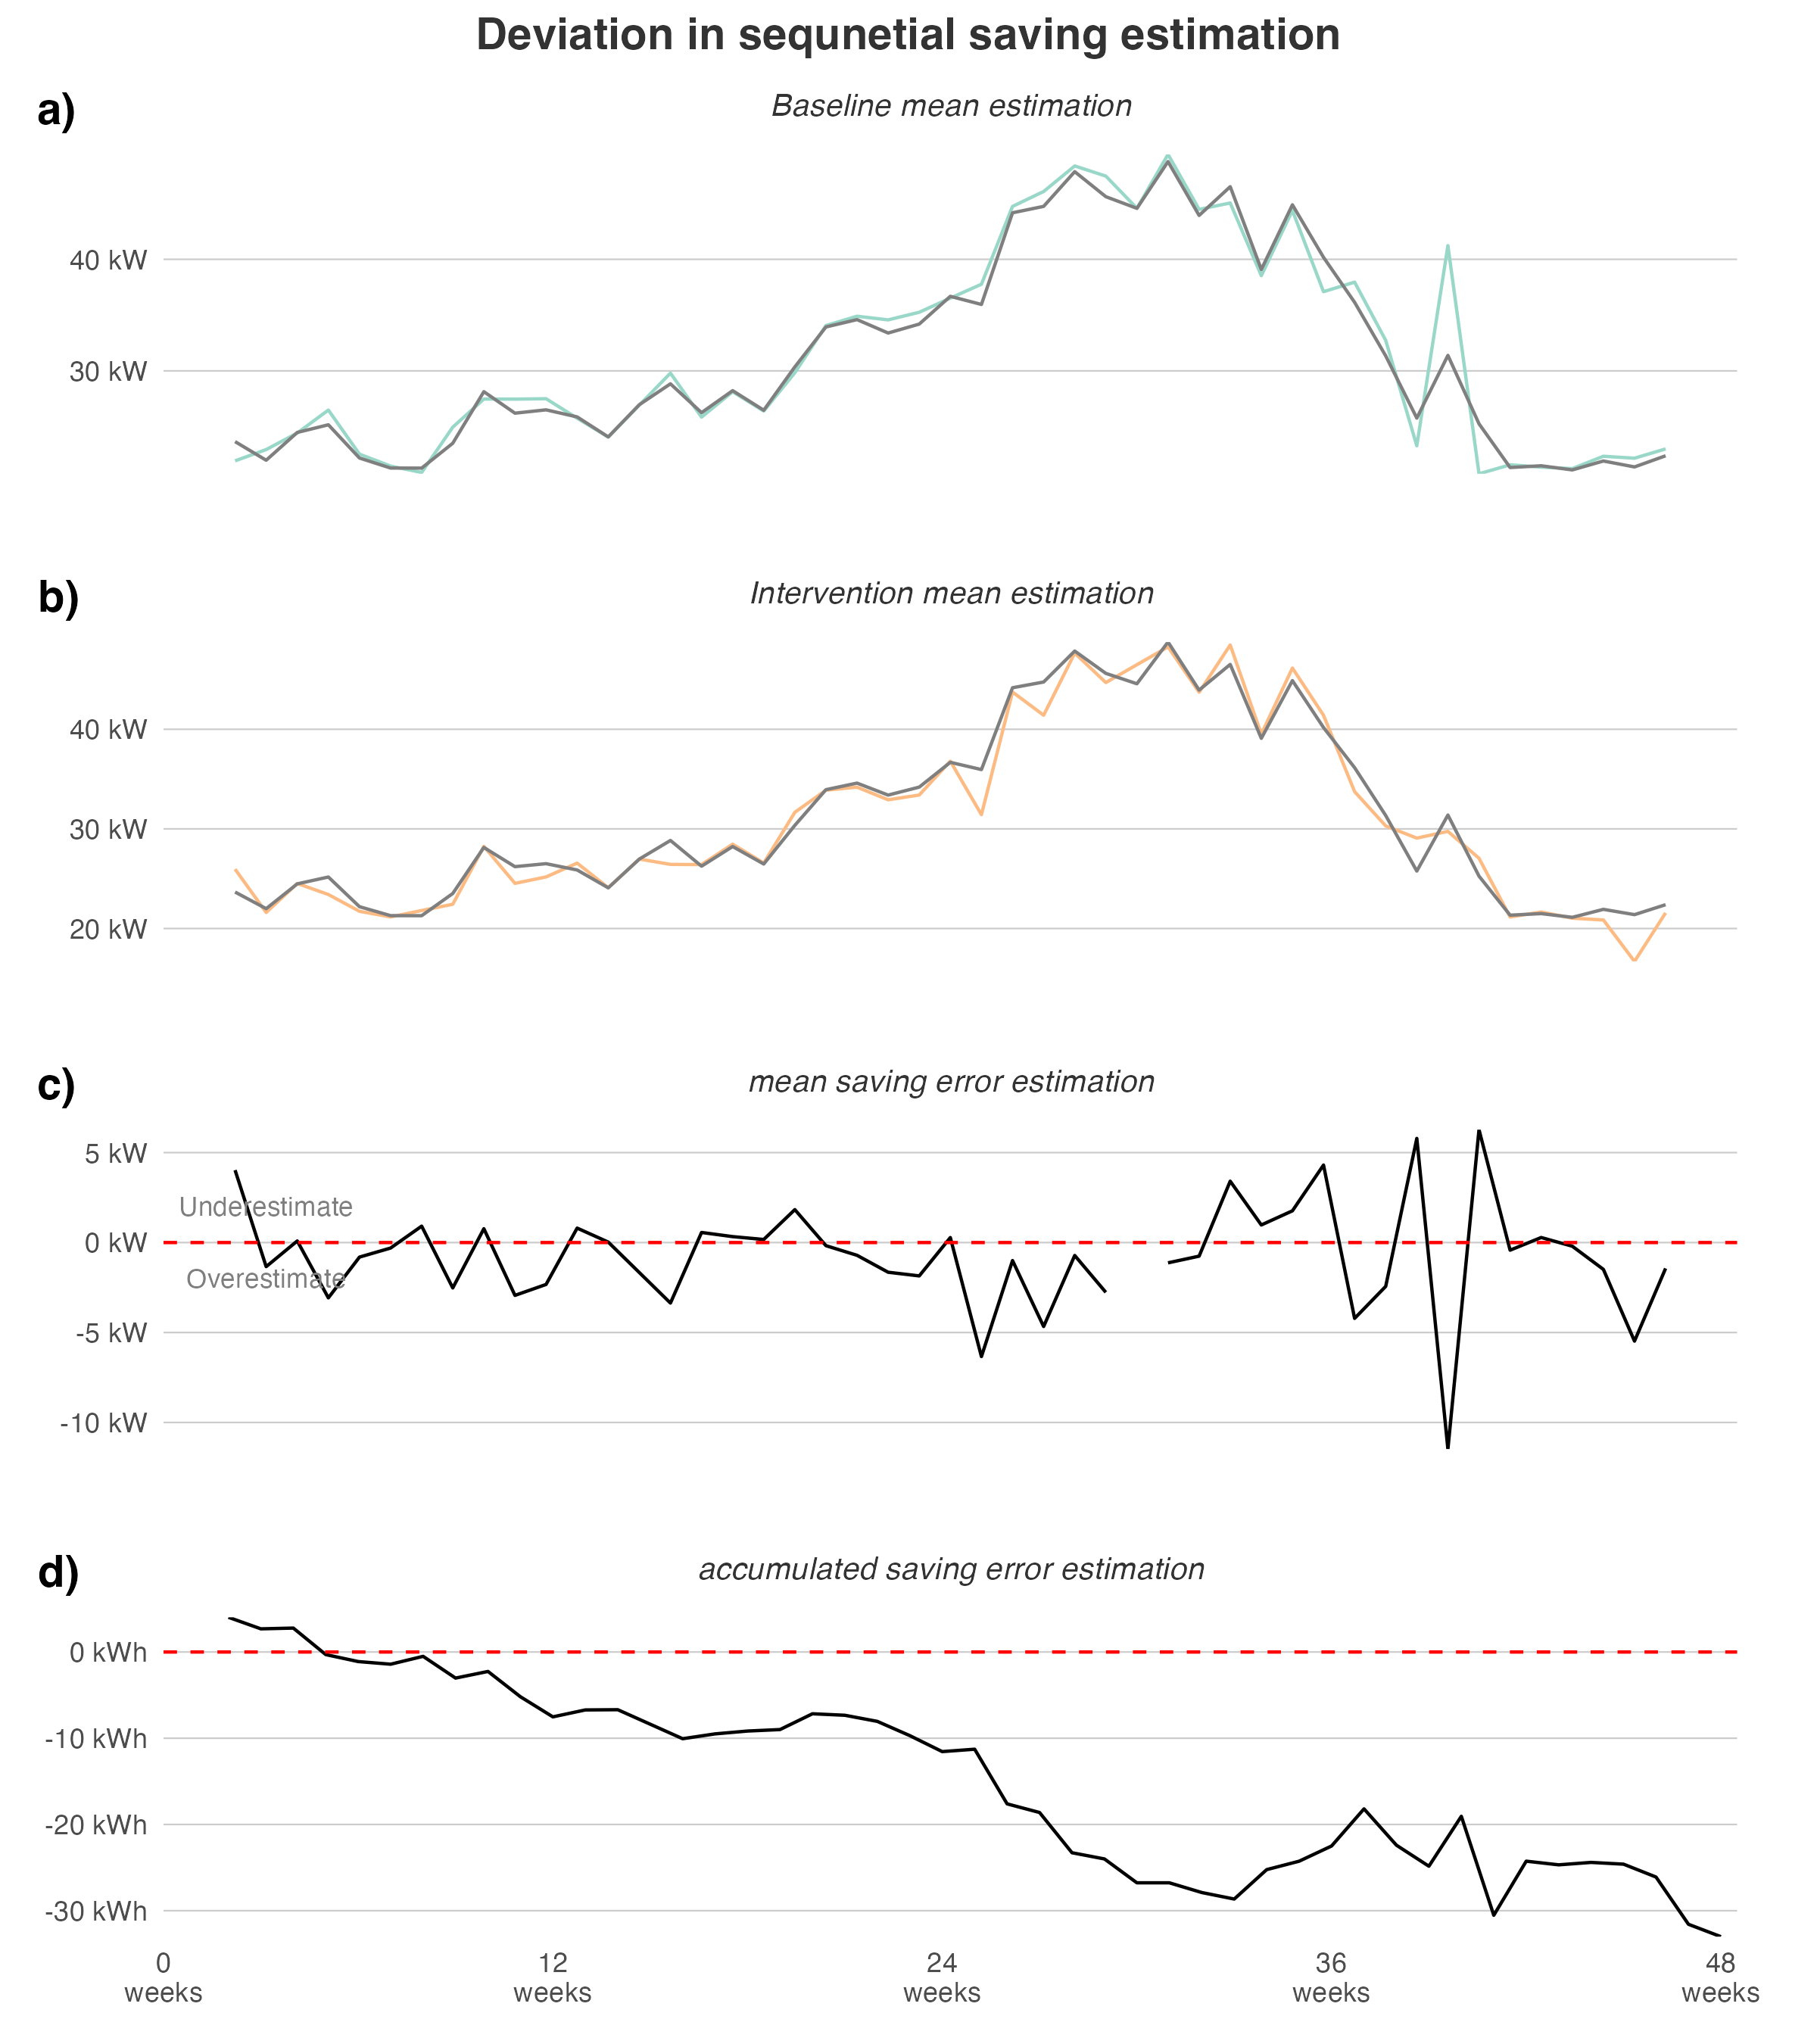 Deviation in sequnetial saving estimation
a)
Baseline mean estimation
40 kW
30 kW
b)
Intervention mean estimation
40 kW
30 kW
20 kW
c)
mean saving error estimation
5 kW
Underestimate
0 kW
Overestimate
-5 kW
-10 kW
d)
accumulated saving error estimation
0 kWh
-10 kWh
-20 kWh
-30 kWh
0 12 24 36 48
weeks weeks weeks weeks weeks